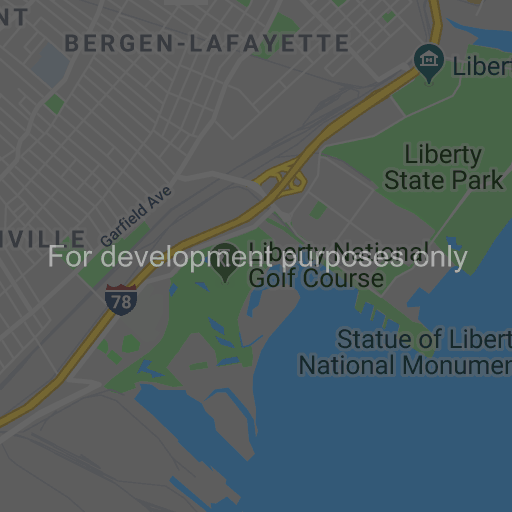 NT
BERGEN-LAFAYETTE
Libert
Liberty
State Park
Garfield Ave
NVILLE
For development purposes only
Liberty National
Golf Course
78
Statue of Libert
National Monumen